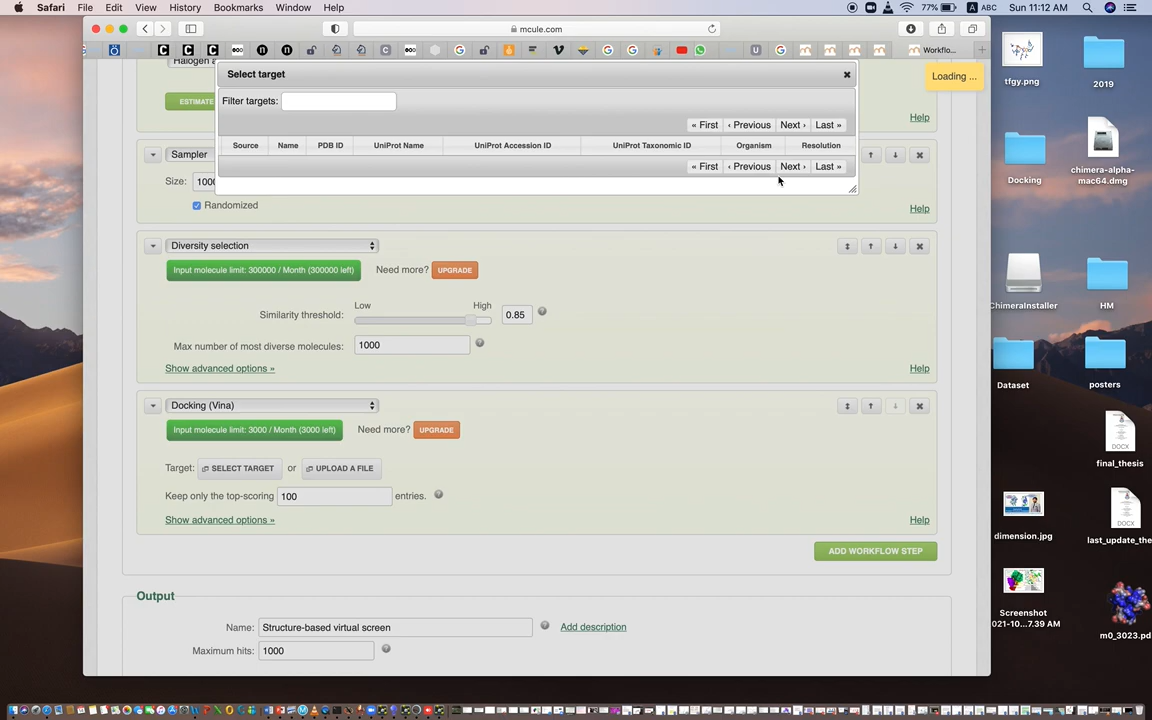 Safari File Edit View History Bookmarks Window Help
77% ABC Sun 11:12 AM
mcule.com
Workflo...
Select target
Loading ...
Filter targets:
ESTIMATE
Help
« First ‹ Previous Next › Last »
Source Name PDB ID UniProt Name UniProt Accession ID UniProt Taxonomic ID Organism Resolution
« First ‹ Previous Next › Last »
Sampler
Size: 1000
Randomized
Help
Diversity selection
Input molecule limit: 300000 / Month (300000 left) Need more? UPGRADE
Low High
Similarity threshold: 0.85
Max number of most diverse molecules: 1000
Show advanced options »
Help
Docking (Vina)
Input molecule limit: 3000 / Month (3000 left) Need more? UPGRADE
Target: SELECT TARGET or UPLOAD A FILE
Keep only the top-scoring 100 entries.
Show advanced options »
Help
ADD WORKFLOW STEP
Output
Name: Structure-based virtual screen Add description
Maximum hits: 1000
tfgy.png
2019
Docking
chimera-alpha-
mac64.dmg
ChimeraInstaller
HM
Dataset
posters
final_thesis
DOCX
dimension.jpg
DOCX
last_update_the
Screenshot
021-10...7.39 AM
m0_3023.pd